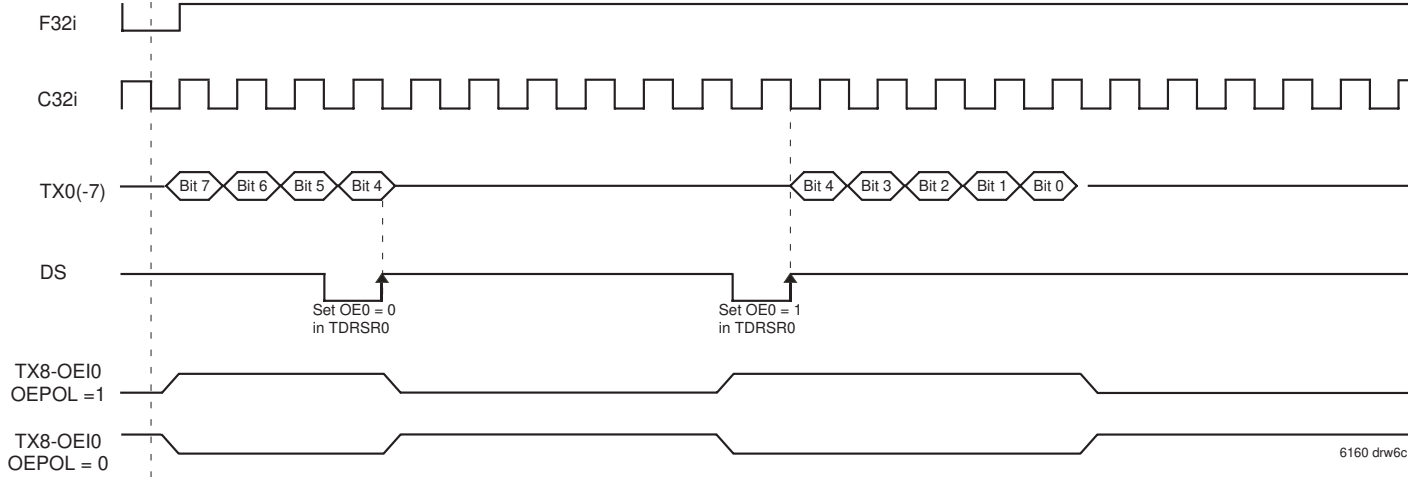 F32i
C32i
TX0(-7)
Bit 7 Bit 6 Bit 5 Bit 4 Bit 4 Bit 3 Bit 2 Bit 1 Bit 0
DS
Set OE0 = 0
in TDRSR0
Set OE0 = 1
in TDRSR0
TX8-OEI0
OEPOL =1
TX8-OEI0
OEPOL = 0
6160 drw6c